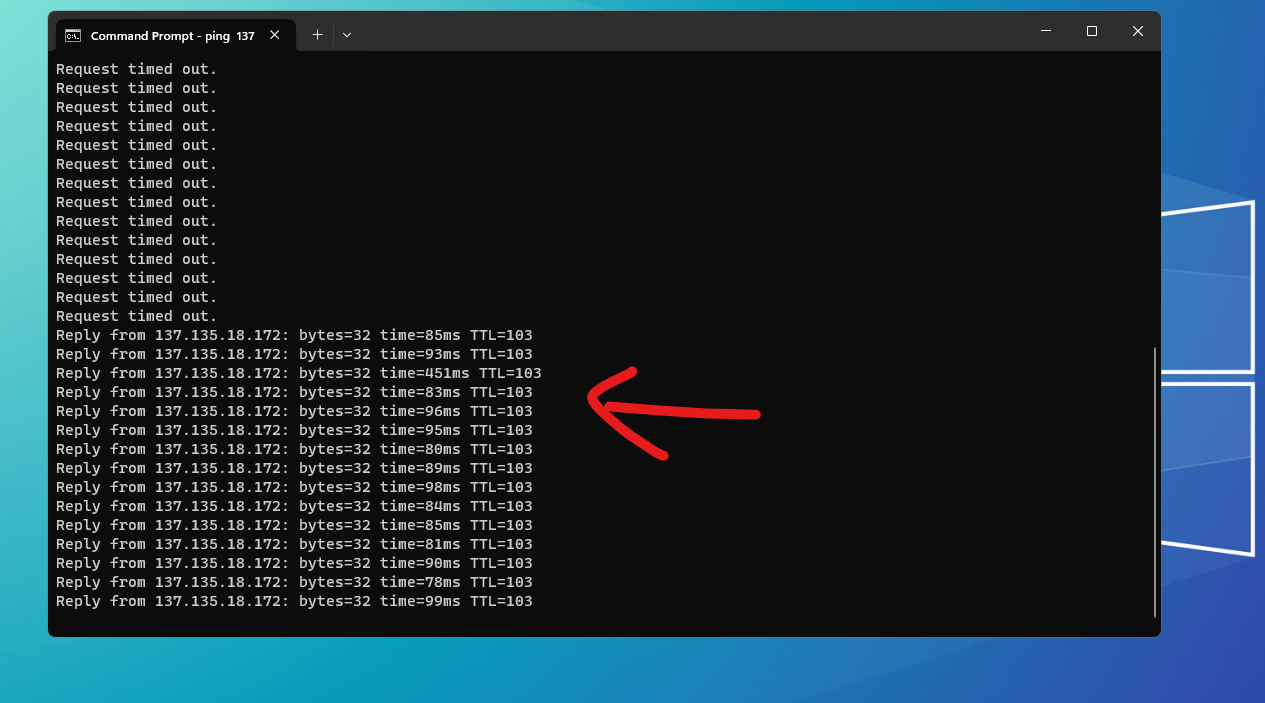 Command Prompt - ping 137
Request timed out.
Request timed out.
Request timed out.
Request timed out.
Request timed out.
Request timed out.
Request timed out.
Request timed out.
Request timed out.
Request timed out.
Request timed out.
Request timed out.
Request timed out.
Request timed out.
Reply from 137.135.18.172: bytes=32 time=85ms TTL=103
Reply from 137.135.18.172: bytes=32 time=93ms TTL=103
Reply from 137.135.18.172: bytes=32 time=451ms TTL=103
Reply from 137.135.18.172: bytes=32 time=83ms TTL=103
Reply from 137.135.18.172: bytes=32 time=96ms TTL=103
Reply from 137.135.18.172: bytes=32 time=95ms TTL=103
Reply from 137.135.18.172: bytes=32 time=80ms TTL=103
Reply from 137.135.18.172: bytes=32 time=89ms TTL=103
Reply from 137.135.18.172: bytes=32 time=98ms TTL=103
Reply from 137.135.18.172: bytes=32 time=84ms TTL=103
Reply from 137.135.18.172: bytes=32 time=85ms TTL=103
Reply from 137.135.18.172: bytes=32 time=81ms TTL=103
Reply from 137.135.18.172: bytes=32 time=90ms TTL=103
Reply from 137.135.18.172: bytes=32 time=78ms TTL=103
Reply from 137.135.18.172: bytes=32 time=99ms TTL=103